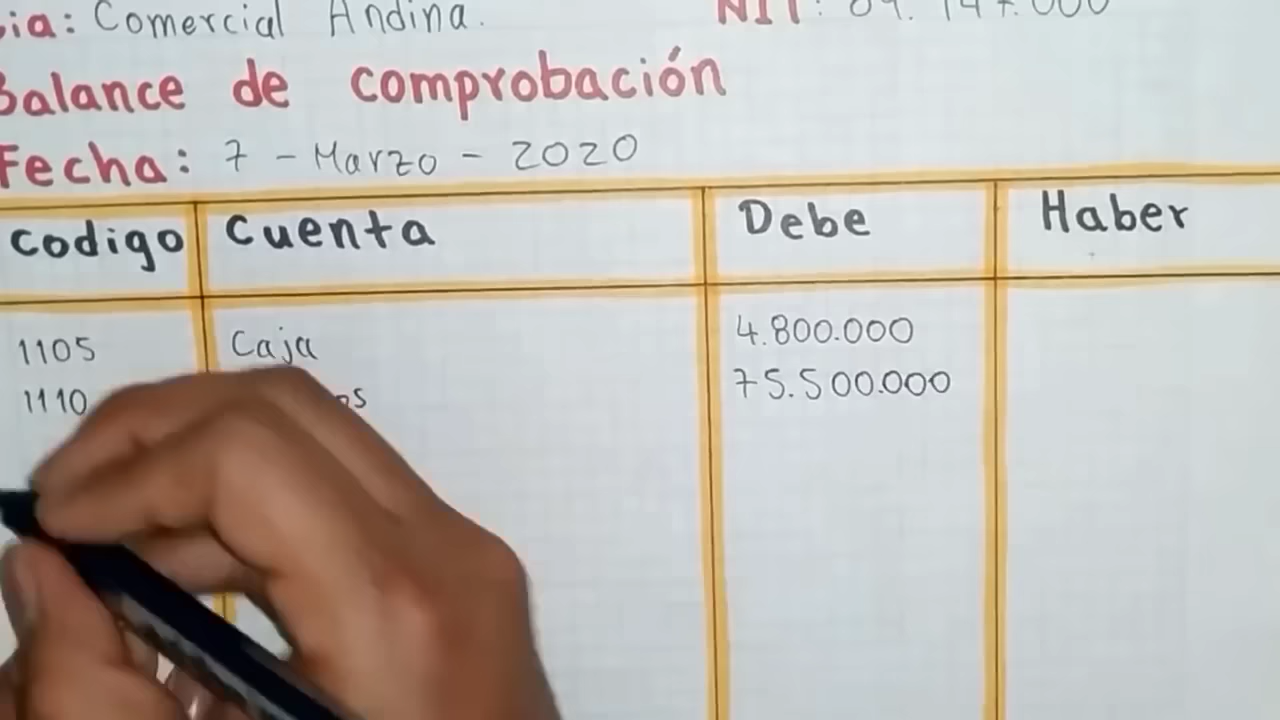 Comercial Andina. NIT:
Balance de comprobación
Fecha: 7 - Marzo - 2020
Codigo Cuenta Debe Haber
1105 Caja 4.800.000
1110 75.500.000